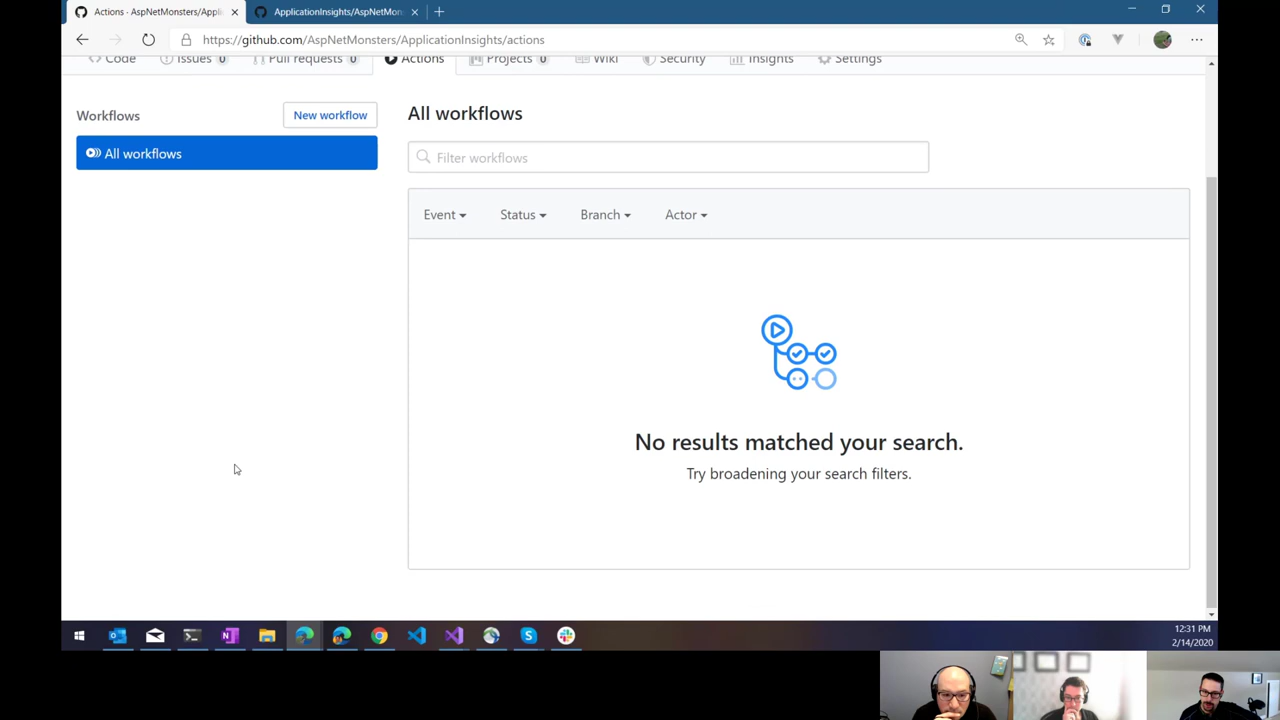 Actions · AspNetMonsters/Appli
ApplicationInsights/AspNetMons
https://github.com/AspNetMonsters/ApplicationInsights/actions
Code
Issues 0
Pull requests 0
Actions
Projects 0
Wiki
Security
Insights
Settings
Workflows
New workflow
All workflows
All workflows
Filter workflows
Event
Status
Branch
Actor
No results matched your search.
Try broadening your search filters.
12:31 PM
2/14/2020